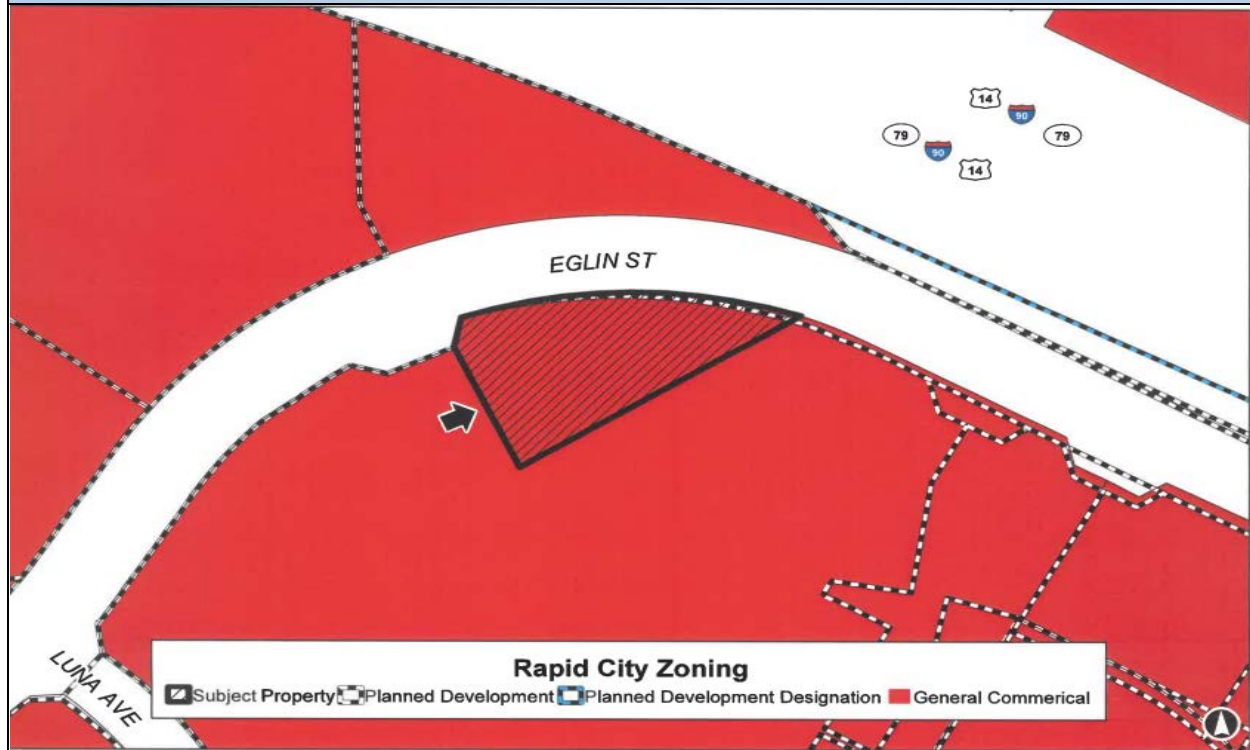 14
90
79
79
90
14
EGLIN ST
LUNA AVE
Rapid City Zoning
Subject Property Planned Development Planned Development Designation General Commerical